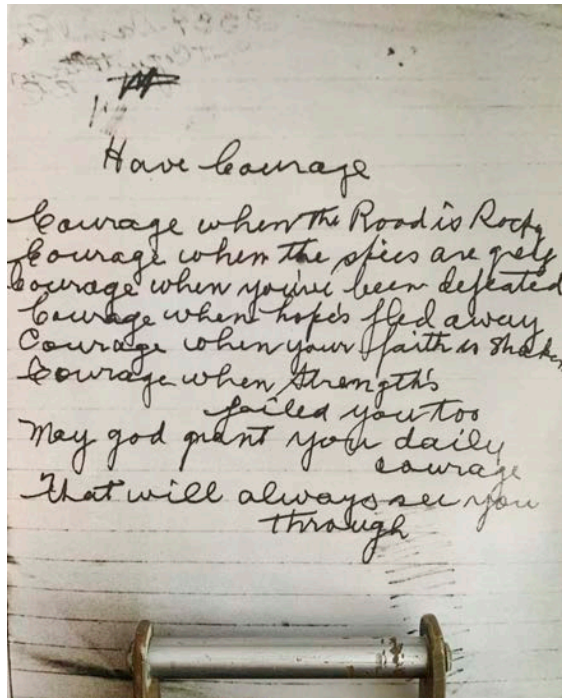 Have Courage
Courage when the Road is Rocky
Courage when the skies are grey
Courage when you've been defeated
Courage when hope's fled away
Courage when your faith is shaken
Courage when Strength's
failed you too
May god grant you daily
courage
That will always see you
through